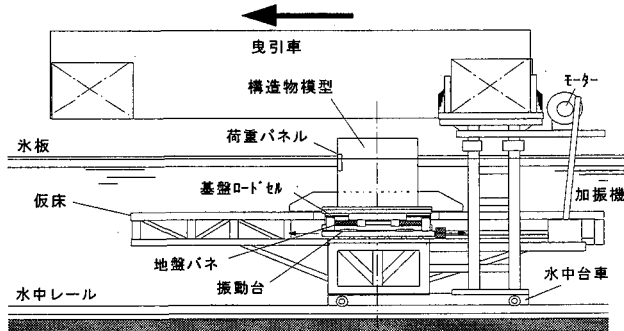 曳引車
構造物模型
モーター
荷重パネル
氷板
基盤ロードセル
加振機
仮床
地盤バネ
振動台
水中台車
水中レール